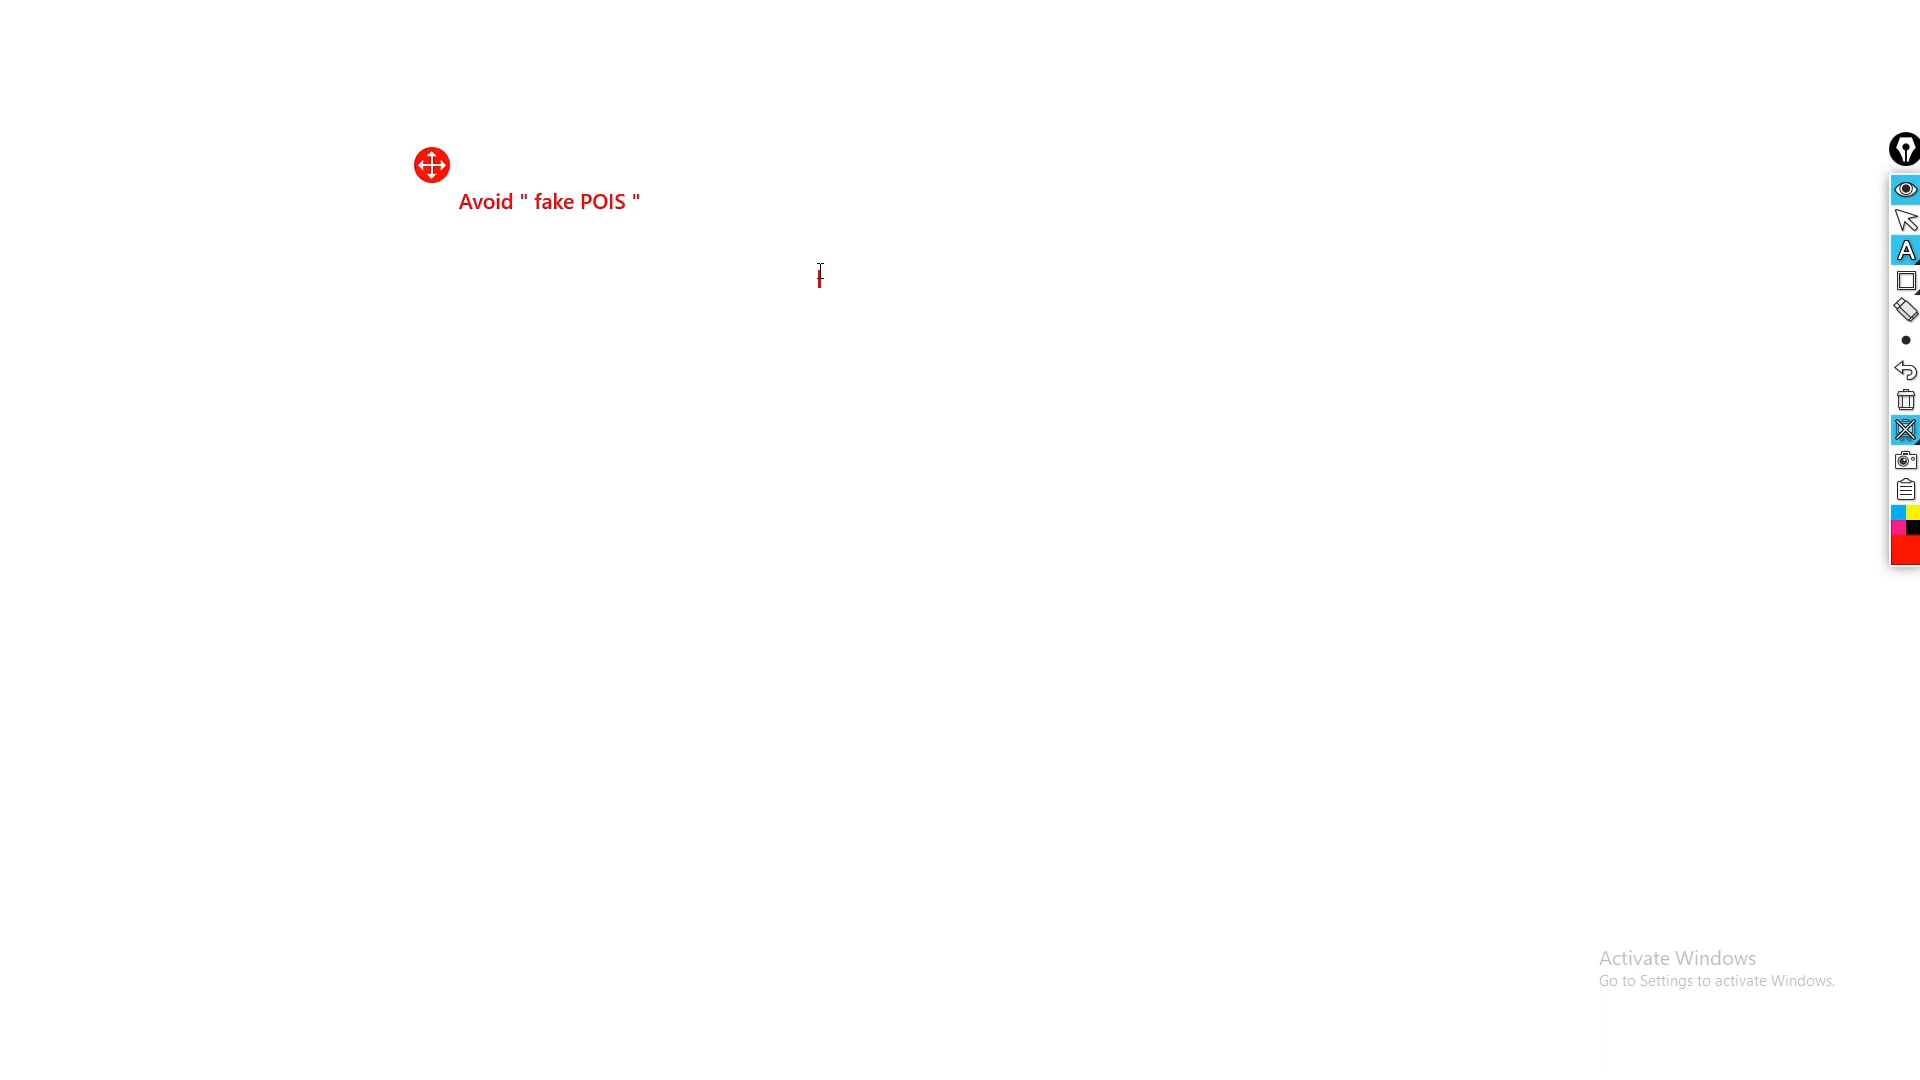 Avoid " fake POIS "
Activate Windows
Go to Settings to activate Windows.